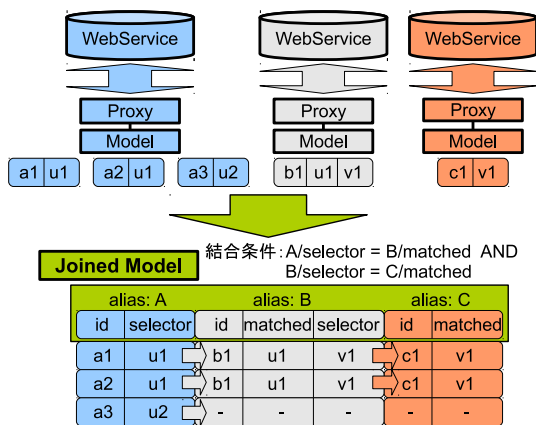 WebService WebService WebService
Proxy Proxy Proxy
Model Model Model
a1 u1 a2 u1 a3 u2 b1 u1 v1 c1 v1
結合条件:A/selector = B/matched AND
B/selector = C/matched
Joined Model
alias: A alias: B alias: C
id selector id matched selector id matched
a1 u1 b1 u1 v1 c1 v1
a2 u1 b1 u1 v1 c1 v1
a3 u2 - - - - -